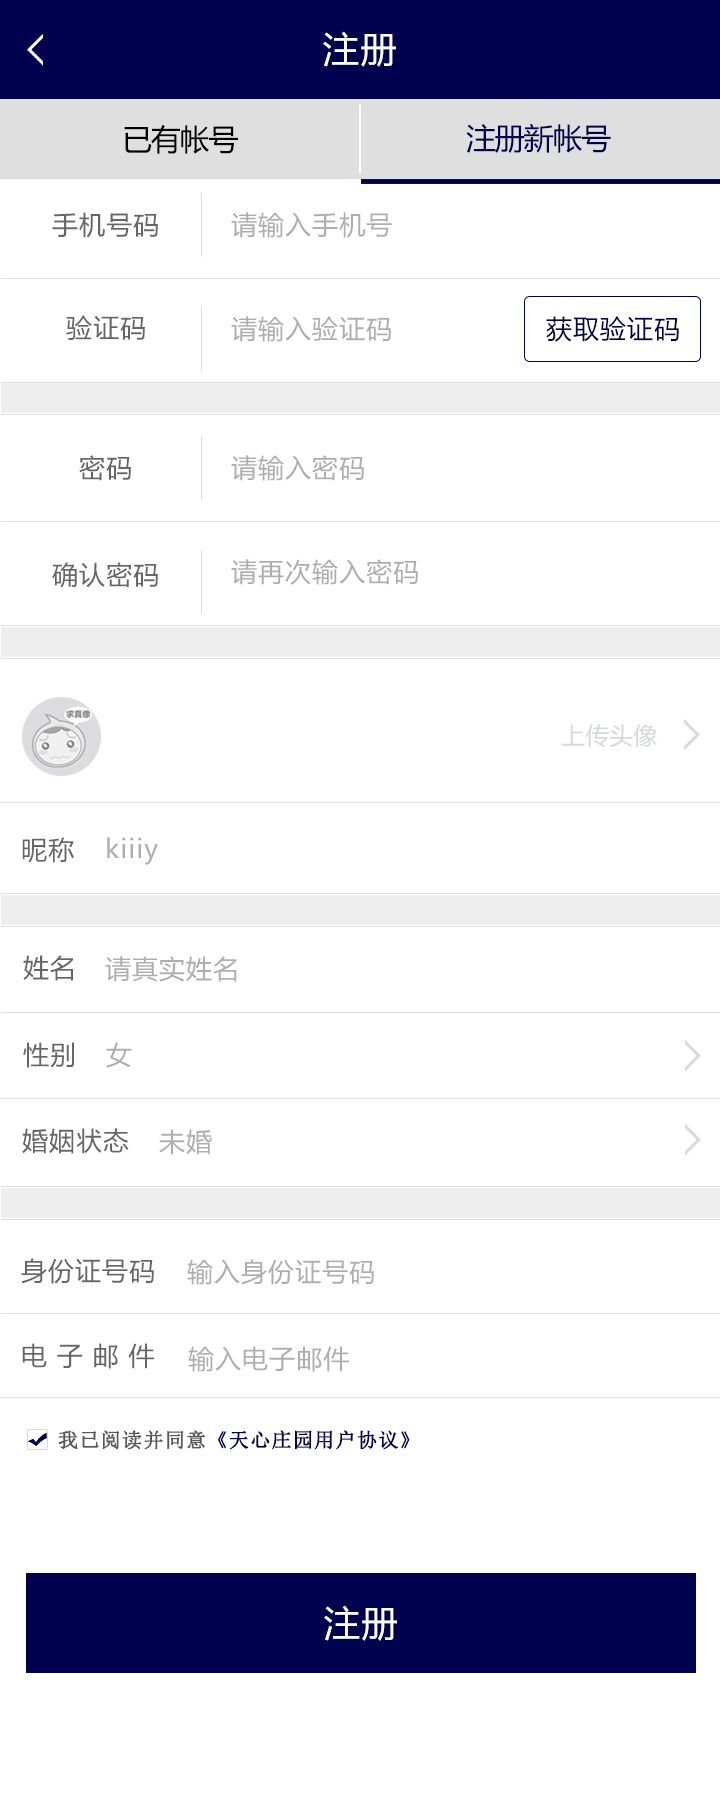 注册
已有帐号 注册新帐号
手机号码 请输入手机号
验证码 请输入验证码 获取验证码
密码 请输入密码
确认密码 请再次输入密码
求真像
上传头像
昵称 kiiiy
姓名 请真实姓名
性别 女
婚姻状态 未婚
身份证号码 输入身份证号码
电子邮件 输入电子邮件
我已阅读并同意《天心庄园用户协议》
注册